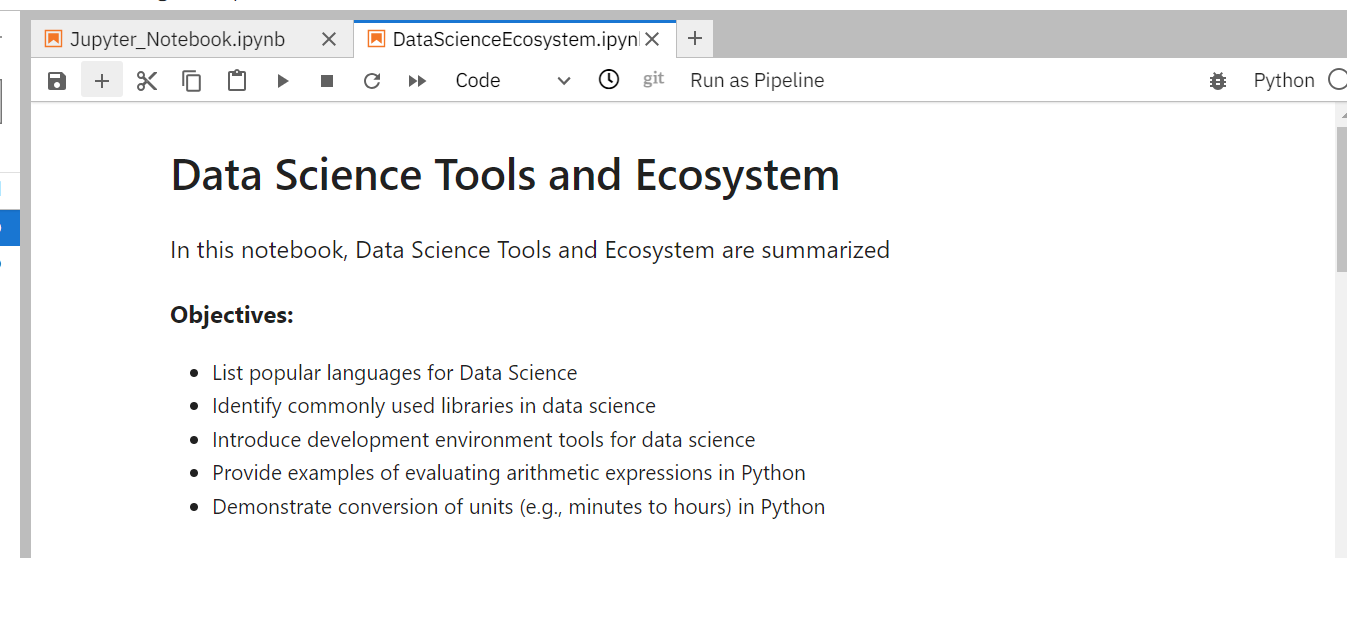 Jupyter_Notebook.ipynb
DataScienceEcosystem.ipyn
Code
git
Run as Pipeline
Python
Data Science Tools and Ecosystem
In this notebook, Data Science Tools and Ecosystem are summarized
Objectives:
List popular languages for Data Science
Identify commonly used libraries in data science
Introduce development environment tools for data science
Provide examples of evaluating arithmetic expressions in Python
Demonstrate conversion of units (e.g., minutes to hours) in Python